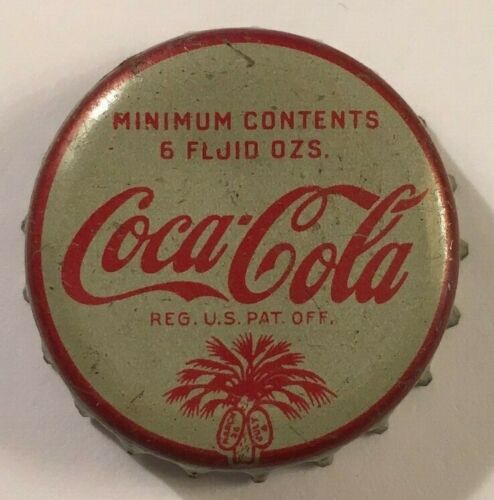 MINIMUM CONTENTS
6 FLUID OZS.
Coca-Cola
REG. U.S. PAT. OFF.